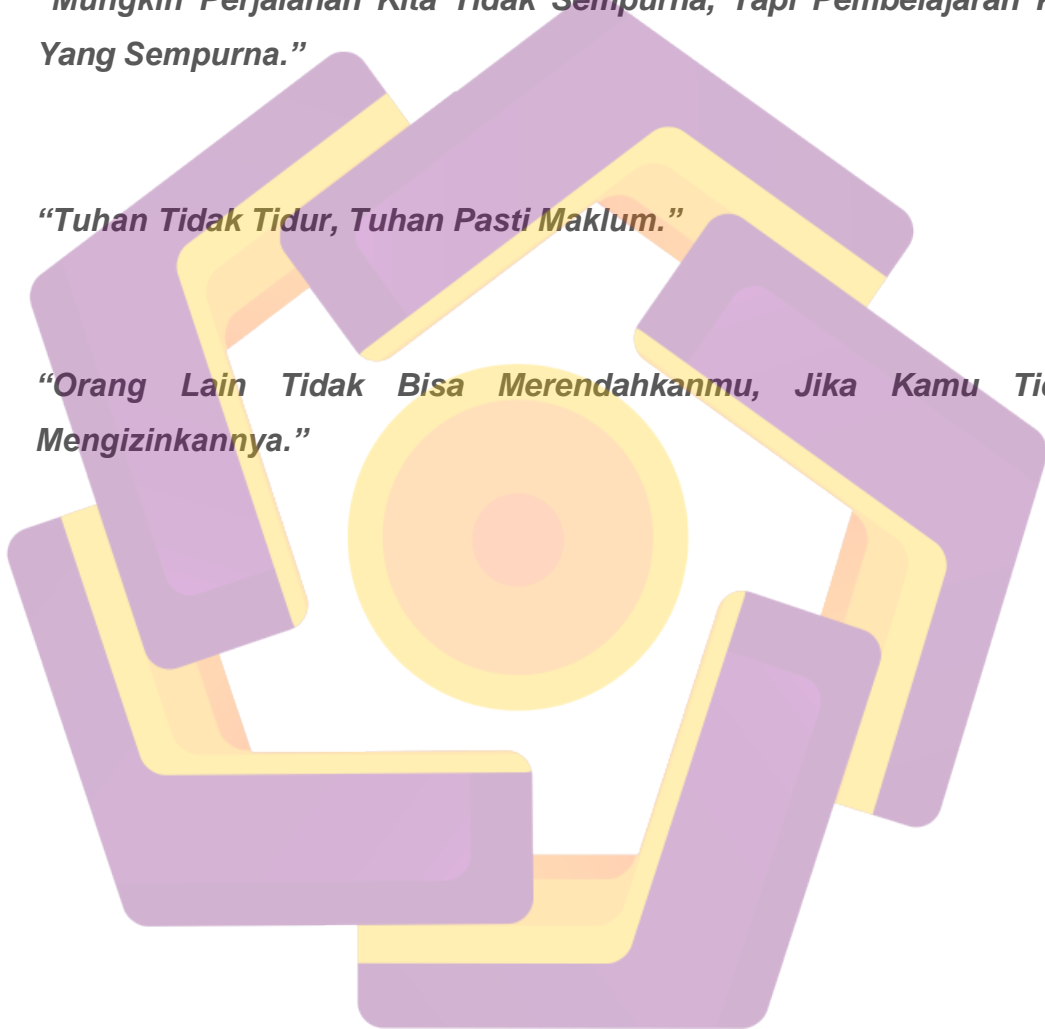 Mungkin Perjalanan Kita Tidak Sempurna, Tapi Pembelajaran
Yang Sempurna.”
“Tuhan Tidak Tidur, Tuhan Pasti Maklum.”
“Orang Lain Tidak Bisa Merendahkanmu, Jika Kamu
Mengizinkannya.”